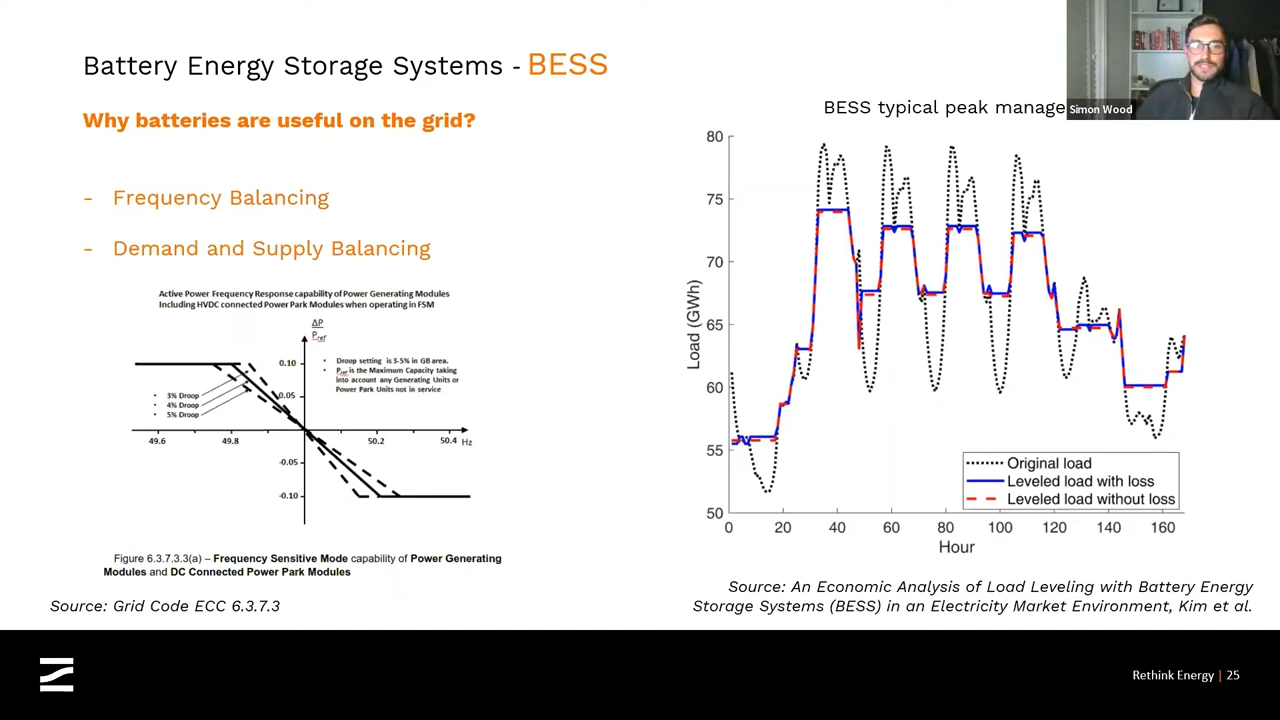 Battery Energy Storage Systems - BESS
Why batteries are useful on the grid?
- Frequency Balancing
- Demand and Supply Balancing
Active Power Frequency Response capability of Power Generating Modules
Including HVDC connected Power Park Modules when operating in FSM
ΔP
Pref
0.10
0.05
-0.05
-0.10
• Droop setting is 3-5% in GB area.
• Pref is the Maximum Capacity taking
into account any Generating Units or
Power Park Units not in service
• 3% Droop
• 4% Droop
• 5% Droop
49.6
49.8
50.2
50.4
Hz
Figure 6.3.7.3.3(a) – Frequency Sensitive Mode capability of Power Generating
Modules and DC Connected Power Park Modules
Source: Grid Code ECC 6.3.7.3
BESS typical peak manage
Simon Wood
80
75
70
65
60
55
50
Load (GWh)
0
20
40
60
80
100
120
140
160
Hour
Original load
Leveled load with loss
Leveled load without loss
Source: An Economic Analysis of Load Leveling with Battery Energy
Storage Systems (BESS) in an Electricity Market Environment, Kim et al.
Rethink Energy | 25